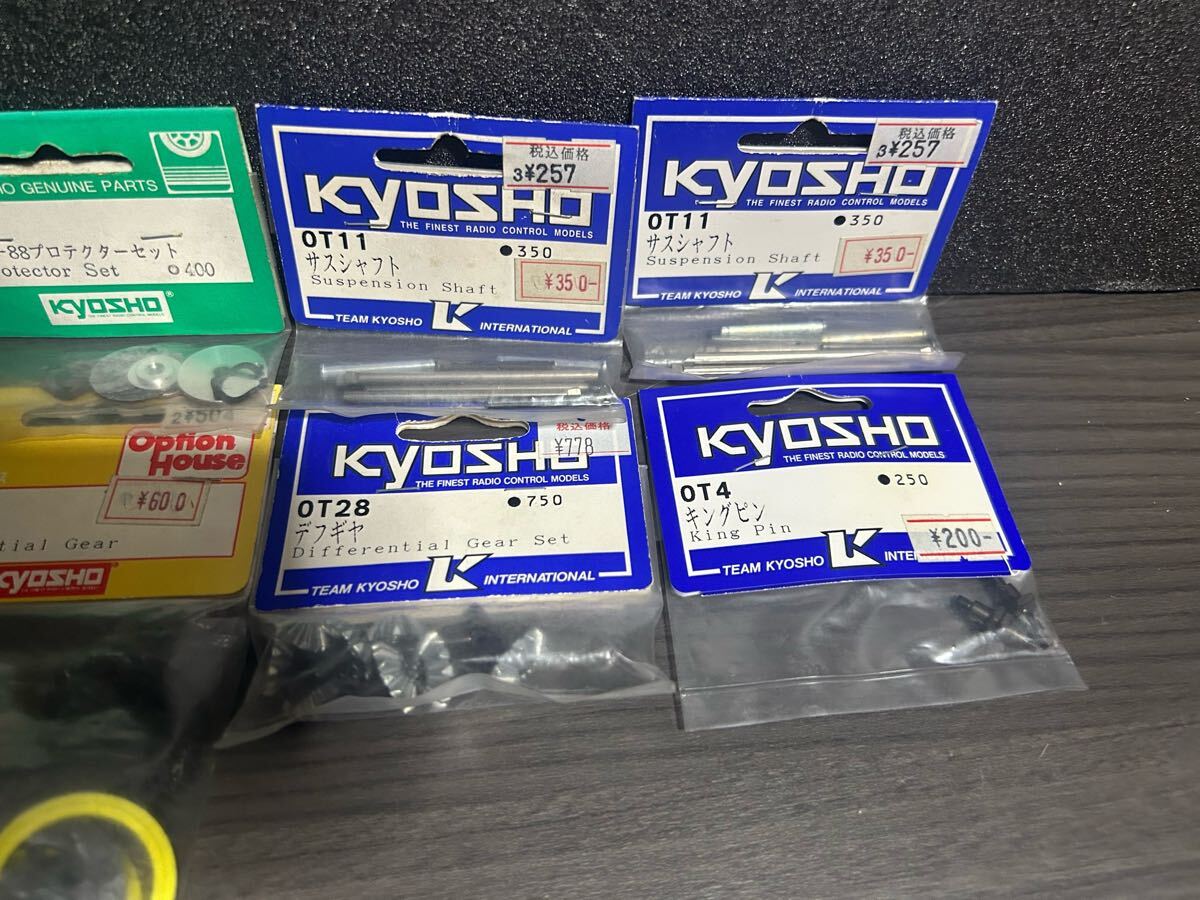 GENUINE PARTS
-88プロテクターセット
otector Set
400
KYOSHO
THE FINEST RADIO CONTROL MODELS
税込価格
3¥257
KYOSHO
THE FINEST RADIO CONTROL MODELS
OT11
350
サスシャフト
Suspension Shaft
¥350-
TEAM KYOSHO
INTERNATIONAL
税込価格
3¥257
KYOSHO
THE FINEST RADIO CONTROL MODELS
OT11
350
サスシャフト
Suspension Shaft
¥350-
TEAM KYOSHO
INTERNATIONAL
2¥504
Option
House
¥600-
tial Gear
KYOSHO
税込価格
¥778
KYOSHO
THE FINEST RADIO CONTROL MODELS
OT28
750
デフギヤ
Differential Gear Set
TEAM KYOSHO
INTERNATIONAL
KYOSHO
THE FINEST RADIO CONTROL MODELS
OT4
250
キングピン
King Pin
¥200-
TEAM KYOSHO